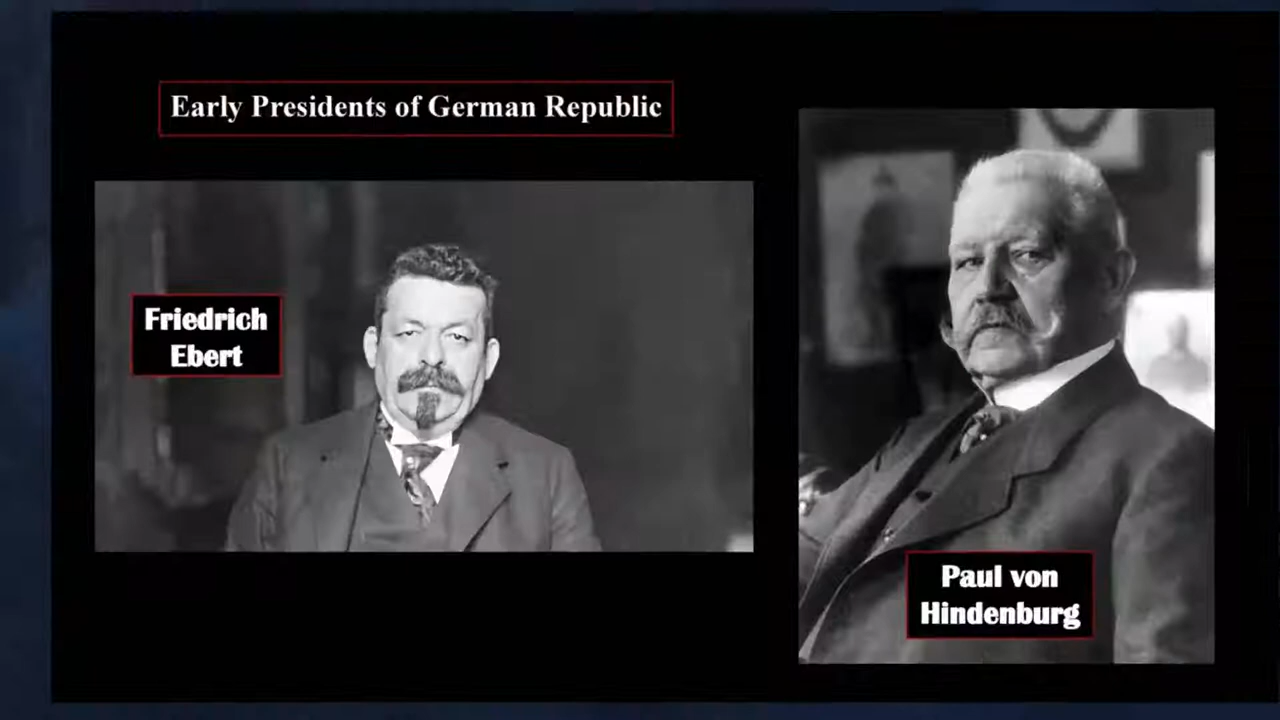 Early Presidents of German Republic
Friedrich
Ebert
Paul von
Hindenburg